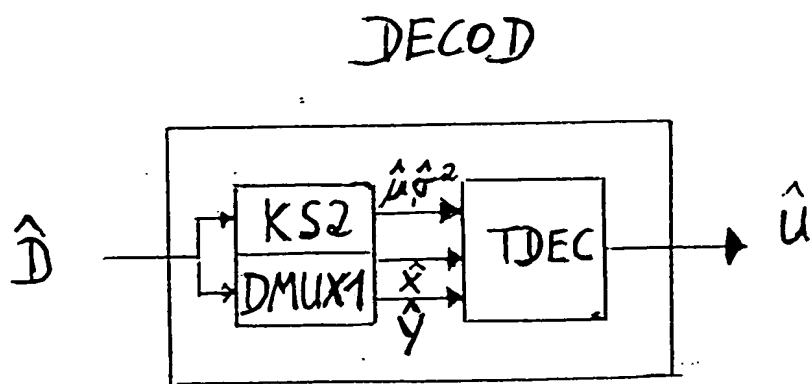 DECOD
μ̂,σ̂²
KS2
TDEC
Û
D̂
DMUX1
x̂
ŷ